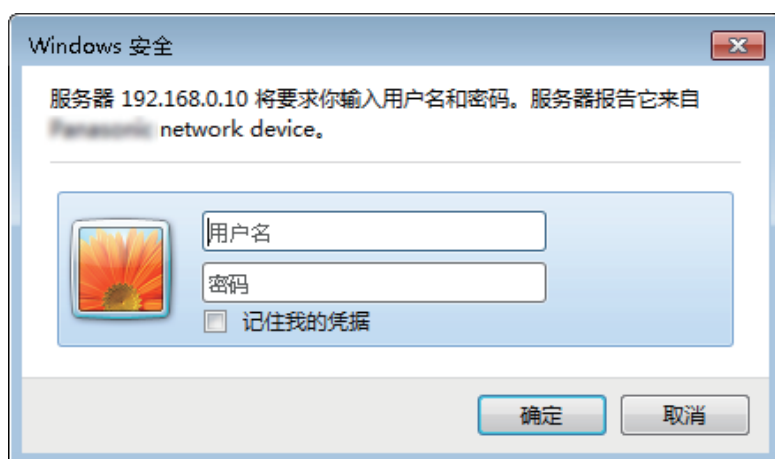 Windows 安全
服务器 192.168.0.10 将要求你输入用户名和密码。服务器报告它来自
network device。
用户名
密码
记住我的凭据
确定
取消